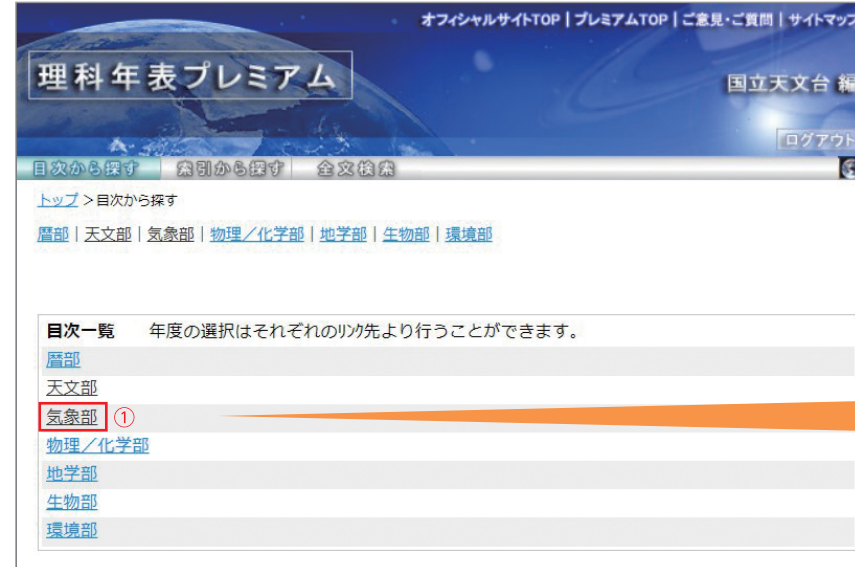 オフィシャルサイトTOP | プレミアムTOP | ご意見・ご質問 | サイトマップ
理科年表プレミアム
国立天文台 編
ログアウト
目次から探す 索引から探す 全文検索
トップ >目次から探す
暦部 | 天文部 | 気象部 | 物理／化学部 | 地学部 | 生物部 | 環境部
目次一覧 年度の選択はそれぞれのリンク先より行うことができます。
暦部
天文部
気象部 ①
物理／化学部
地学部
生物部
環境部